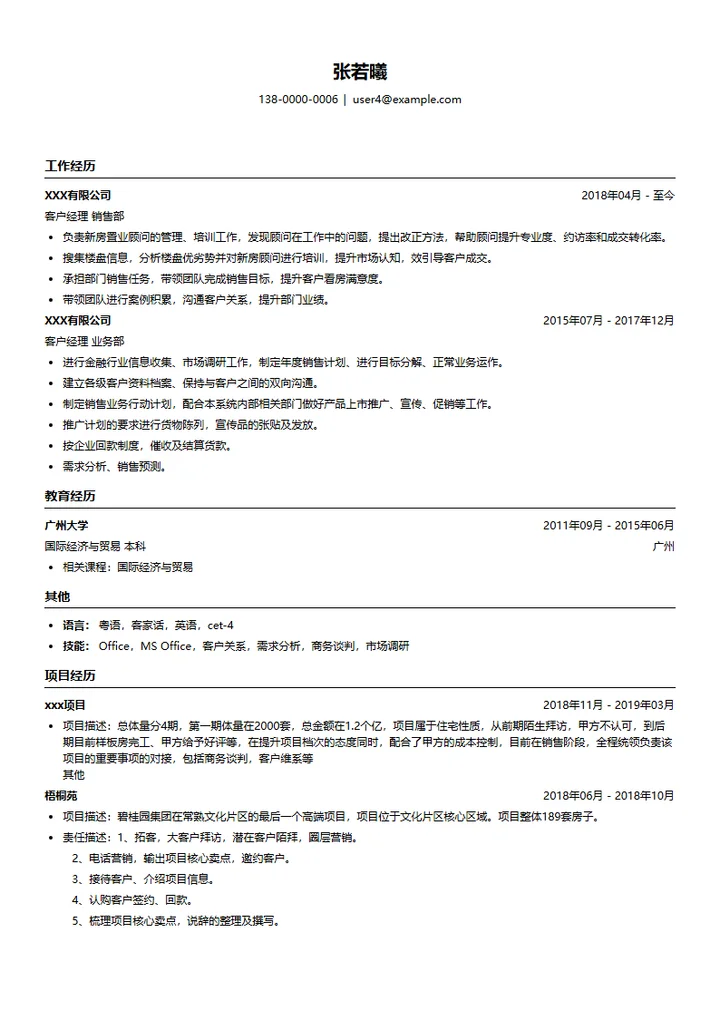 张若曦
138-0000-0006 | user4@example.com
工作经历
XXX有限公司 2018年04月 - 至今
客户经理 销售部
• 负责新房置业顾问的管理、培训工作，发现顾问在工作中的问题，提出改正方法，帮助顾问提升专业度、约访率和成交转化率。
• 搜集楼盘信息，分析楼盘优劣势并对新房顾问进行培训，提升市场认知，效引导客户成交。
• 承担部门销售任务，带领团队完成销售目标，提升客户看房满意度。
• 带领团队进行案例积累，沟通客户关系，提升部门业绩。
XXX有限公司 2015年07月 - 2017年12月
客户经理 业务部
• 进行金融行业信息收集、市场调研工作，制定年度销售计划、进行目标分解、正常业务运作。
• 建立各级客户资料档案、保持与客户之间的双向沟通。
• 制定销售业务行动计划，配合本系统内部相关部门做好产品上市推广、宣传、促销等工作。
• 推广计划的要求进行货物陈列，宣传品的张贴及发放。
• 按企业回款制度，催收及结算货款。
• 需求分析、销售预测。
教育经历
广州大学 2011年09月 - 2015年06月
国际经济与贸易 本科 广州
• 相关课程：国际经济与贸易
其他
• 语言： 粤语，客家话，英语，cet-4
• 技能： Office，MS Office，客户关系，需求分析，商务谈判，市场调研
项目经历
xxx项目 2018年11月 - 2019年03月
• 项目描述：总体量分4期，第一期体量在2000套，总金额在1.2个亿，项目属于住宅性质，从前期陌生拜访，甲方不认可，到后
期目前样板房完工、甲方给予好评等，在提升项目档次的态度同时，配合了甲方的成本控制，目前在销售阶段，全程统领负责该
项目的重要事项的对接，包括商务谈判，客户维系等
其他
梧桐苑 2018年06月 - 2018年10月
• 项目描述：碧桂园集团在常熟文化片区的最后一个高端项目，项目位于文化片区核心区域。项目整体189套房子。
• 责任描述：1、拓客，大客户拜访，潜在客户陌拜，圈层营销。
2、电话营销，输出项目核心卖点，邀约客户。
3、接待客户、介绍项目信息。
4、认购客户签约、回款。
5、梳理项目核心卖点，说辞的整理及撰写。